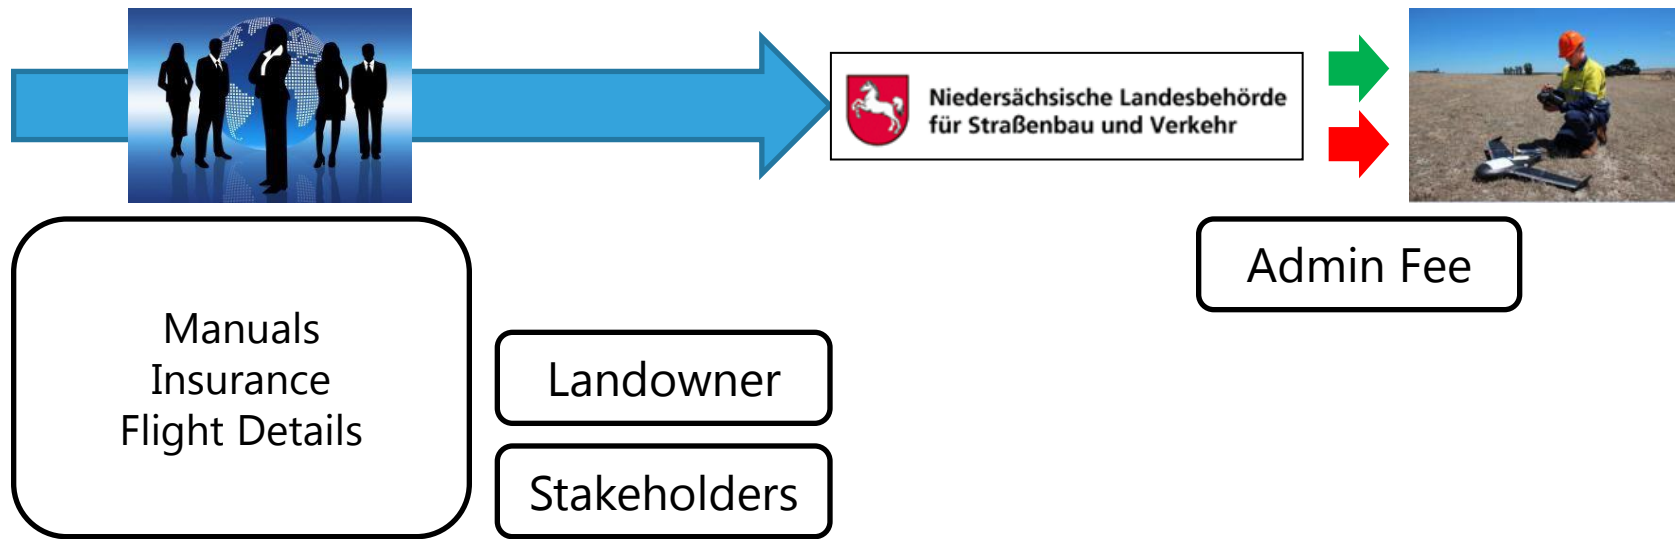 Niedersächsische Landesbehörde
für Straßenbau und Verkehr
Admin Fee
Manuals
Insurance
Flight Details
Landowner
Stakeholders